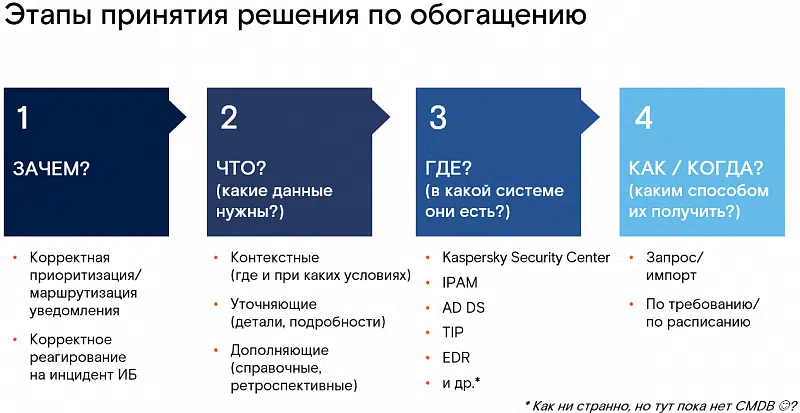 Этапы принятия решения по обогащению
1
ЗАЧЕМ?
• Корректная
приоритизация/
маршрутизация
уведомления
• Корректное
реагирование
на инцидент ИБ
2
ЧТО?
(какие данные
нужны?)
• Контекстные
(где и при каких условиях)
• Уточняющие
(детали, подробности)
• Дополняющие
(справочные,
ретроспективные)
3
ГДЕ?
(в какой системе
они есть?)
• Kaspersky Security Center
• IPAM
• AD DS
• TIP
• EDR
• и др.*
4
КАК / КОГДА?
(каким способом
их получить?)
• Запрос/
импорт
• По требованию/
по расписанию
* Как ни странно, но тут пока нет CMDB ☺?